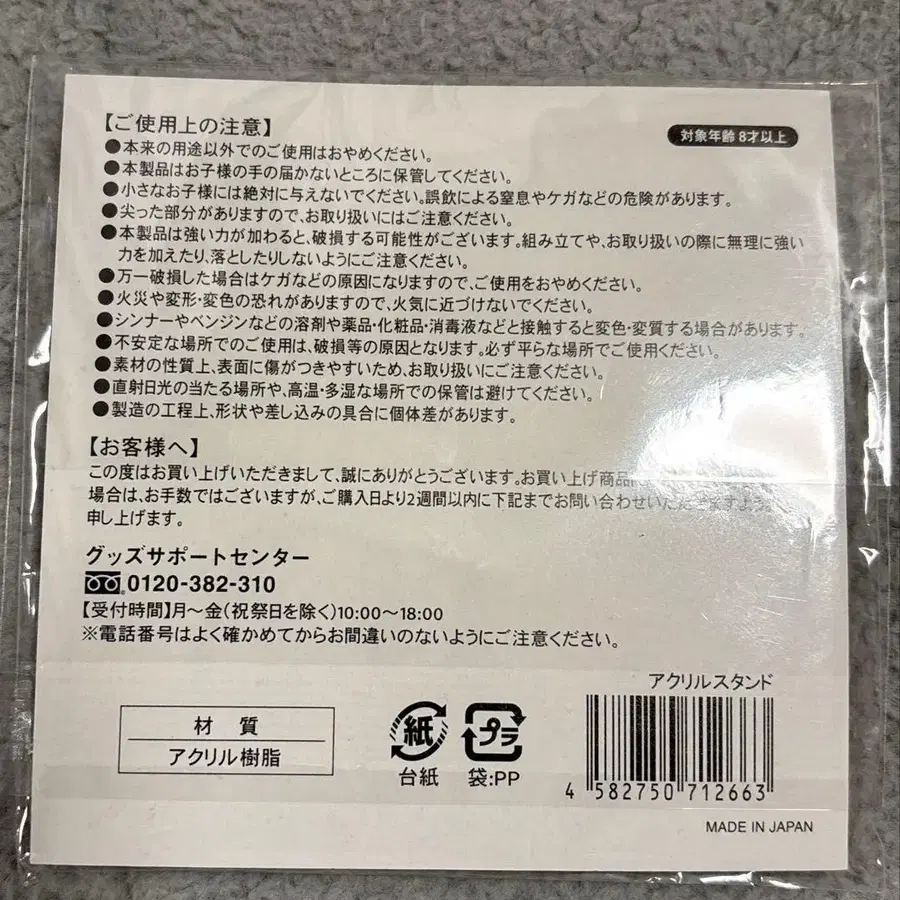 【ご使用上の注意】
対象年齢 8才以上
●本来の用途以外でのご使用はおやめください。
●本製品はお子様の手の届かないところに保管してください。
●小さなお子様には絶対に与えないでください。誤飲による窒息やケガなどの危険があります。
●尖った部分がありますので、お取り扱いにはご注意ください。
●本製品は強い力が加わると、破損する可能性がございます。組み立てや、お取り扱いの際に無理に強い
力を加えたり、落としたりしないようにご注意ください。
●万一破損した場合はケガなどの原因になりますので、ご使用をおやめください。
●火災や変形・変色の恐れがありますので、火気に近づけないでください。
●シンナーやベンジンなどの溶剤や薬品・化粧品・消毒液などと接触すると変色・変質する場合があります。
●不安定な場所でのご使用は、破損等の原因となります。必ず平らな場所でご使用ください。
●素材の性質上、表面に傷がつきやすいため、お取り扱いにご注意ください。
●直射日光の当たる場所や、高温・多湿な場所での保管は避けてください。
●製造の工程上、形状や差し込みの具合に個体差があります。
【お客様へ】
この度はお買い上げいただきまして、誠にありがとうございます。お買い上げ商品
場合は、お手数ではございますが、ご購入日より2週間以内に下記までお問い合わせいただきますよう
申し上げます。
グッズサポートセンター
0120-382-310
【受付時間】月～金(祝祭日を除く)10:00～18:00
※電話番号はよく確かめてからお間違いのないようにご注意ください。
材 質
アクリル樹脂
紙
台紙
プラ
袋:PP
アクリルスタンド
4 582750 712663
MADE IN JAPAN